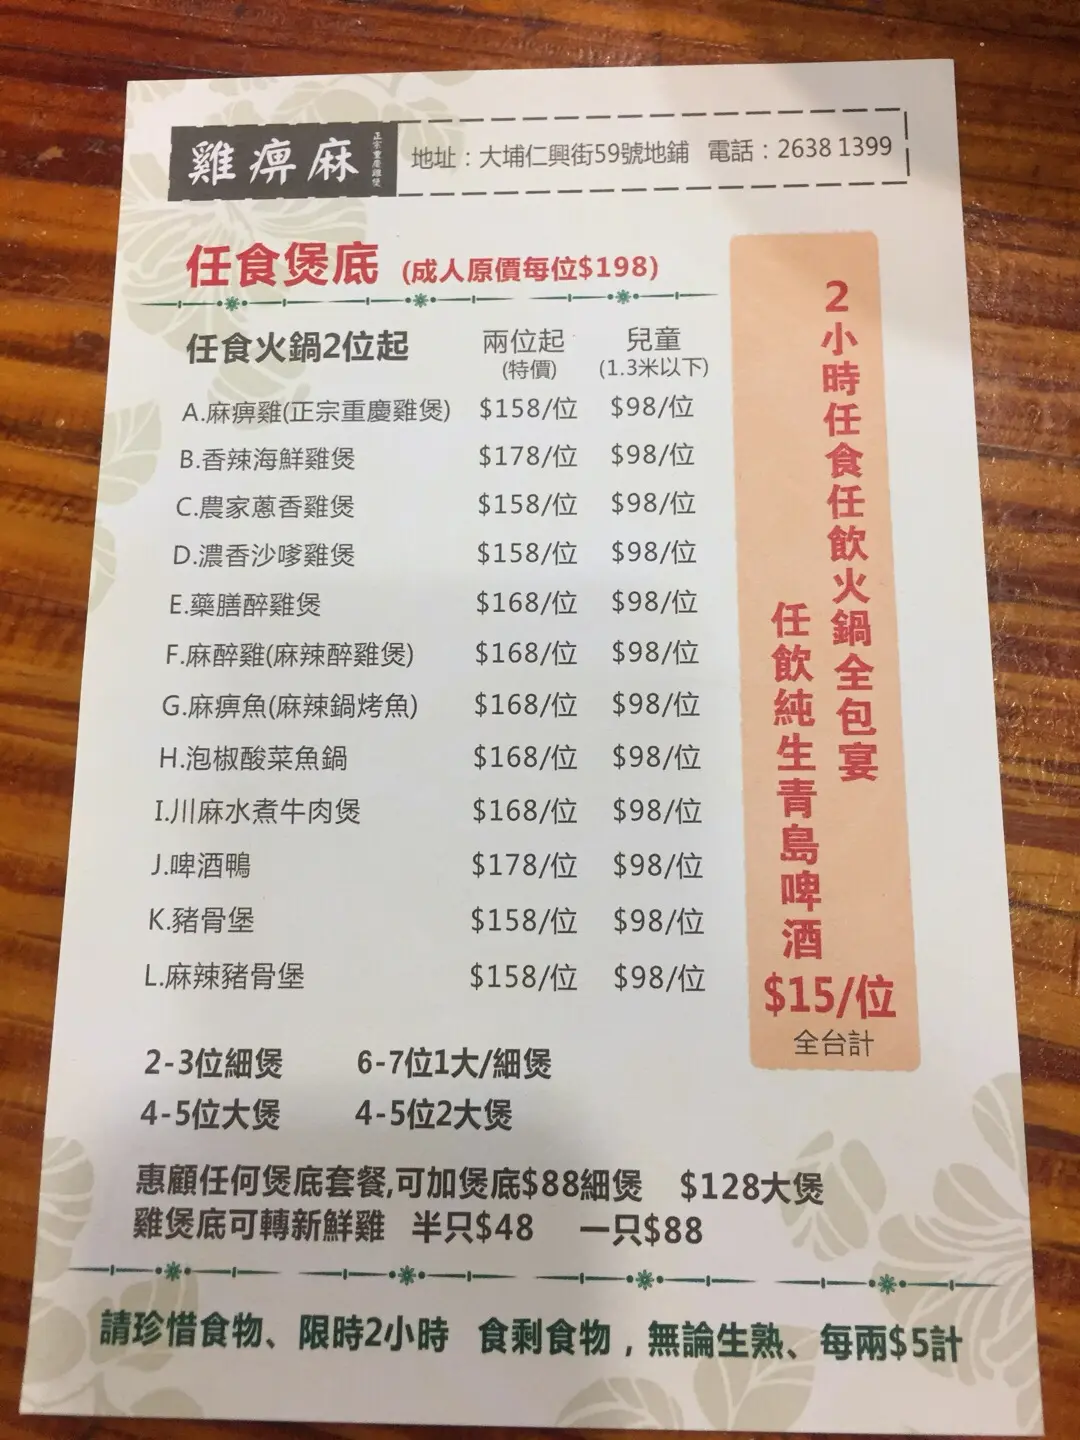 雞痹麻
正宗重慶雞煲
地址：大埔仁興街59號地鋪 電話：2638 1399
任食煲底 (成人原價每位$198)
任食火鍋2位起 兩位起 (特價) 兒童 (1.3米以下)
A.麻痹雞(正宗重慶雞煲) $158/位 $98/位
B.香辣海鮮雞煲 $178/位 $98/位
C.農家蔥香雞煲 $158/位 $98/位
D.濃香沙嗲雞煲 $158/位 $98/位
E.藥膳醉雞煲 $168/位 $98/位
F.麻醉雞(麻辣醉雞煲) $168/位 $98/位
G.麻痹魚(麻辣鍋烤魚) $168/位 $98/位
H.泡椒酸菜魚鍋 $168/位 $98/位
I.川麻水煮牛肉煲 $168/位 $98/位
J.啤酒鴨 $178/位 $98/位
K.豬骨堡 $158/位 $98/位
L.麻辣豬骨堡 $158/位 $98/位
2小時任食任飲火鍋全包宴
任飲純生青島啤酒
$15/位
全台計
2-3位細煲 6-7位1大/細煲
4-5位大煲 4-5位2大煲
惠顧任何煲底套餐,可加煲底$88細煲 $128大煲
雞煲底可轉新鮮雞 半只$48 一只$88
請珍惜食物、限時2小時 食剩食物，無論生熟、每兩$5計